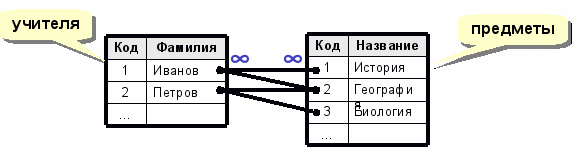 учителя
предметы
Код Фамилия
1 Иванов
2 Петров
...
∞ ∞
Код Название
1 История
2 Географи
я
3 Биология
...